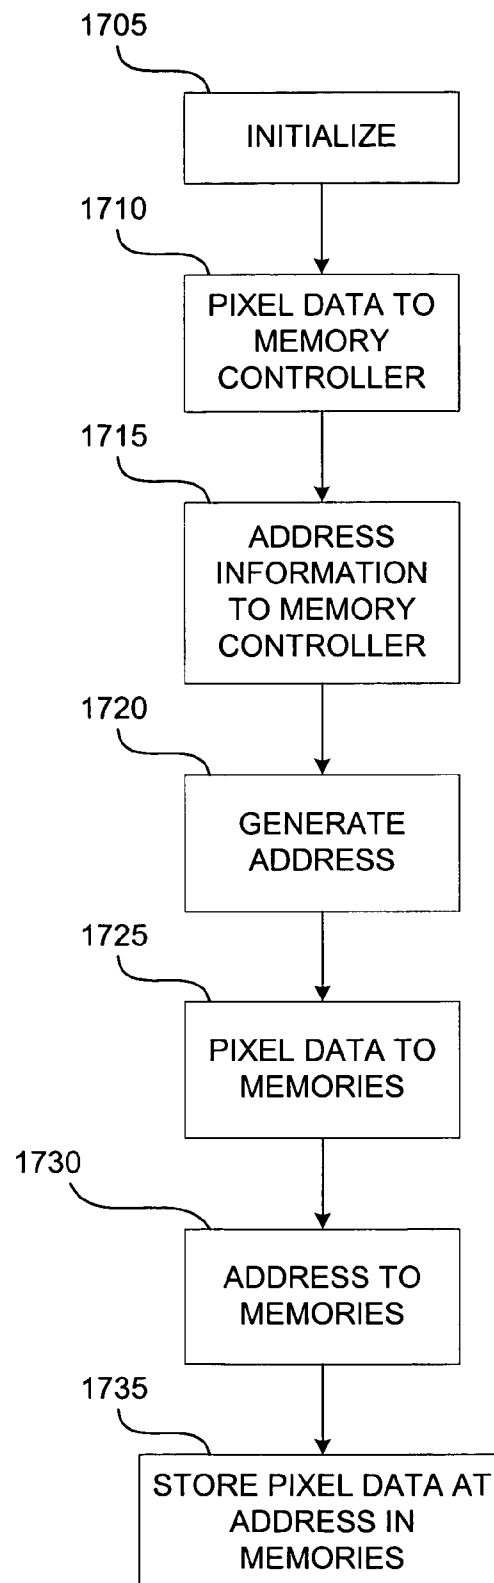 1705
INITIALIZE
1710
PIXEL DATA TO
MEMORY
CONTROLLER
1715
ADDRESS
INFORMATION
TO MEMORY
CONTROLLER
1720
GENERATE
ADDRESS
1725
PIXEL DATA TO
MEMORIES
1730
ADDRESS TO
MEMORIES
1735
STORE PIXEL DATA AT
ADDRESS IN
MEMORIES